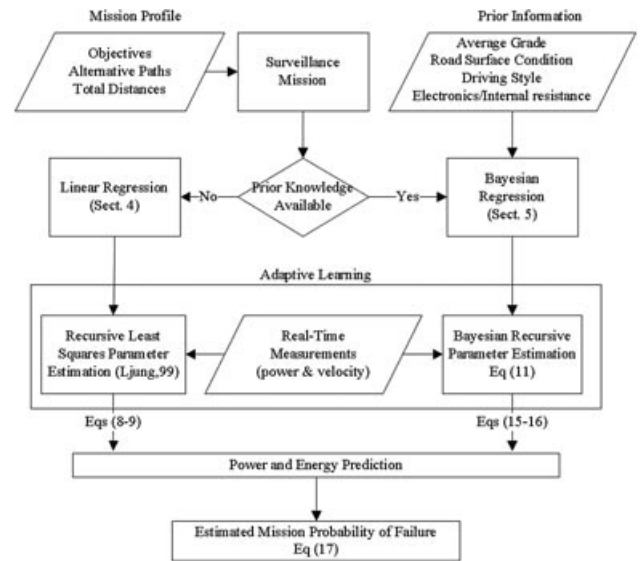 Mission Profile
Prior Information
Objectives
Alternative Paths
Total Distances
Surveillance
Mission
Average Grade
Road Surface Condition
Driving Style
Electronics/Internal resistance
Linear Regression
(Sect. 4)
No
Prior Knowledge
Available
Yes
Bayesian
Regression
(Sect. 5)
Adaptive Learning
Recursive Least
Squares Parameter
Estimation (Ljung,99)
Real-Time
Measurements
(power & velocity)
Bayesian Recursive
Parameter Estimation
Eq (11)
Eqs (8-9)
Eqs (15-16)
Power and Energy Prediction
Estimated Mission Probability of Failure
Eq (17)